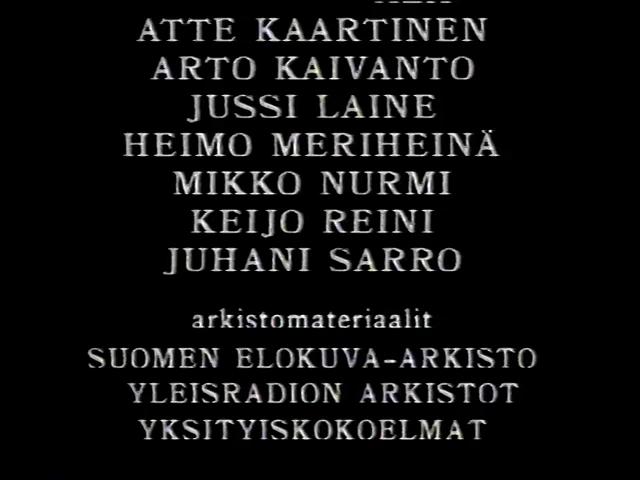 ATTE KAARTINEN
ARTO KAIVANTO
JUSSI LAINE
HEIMO MERIHEINÄ
MIKKO NURMI
KEIJO REINI
JUHANI SARRO
arkistomateriaalit
SUOMEN ELOKUVA-ARKISTO
YLEISRADION ARKISTOT
YKSITYISKOKOELMAT